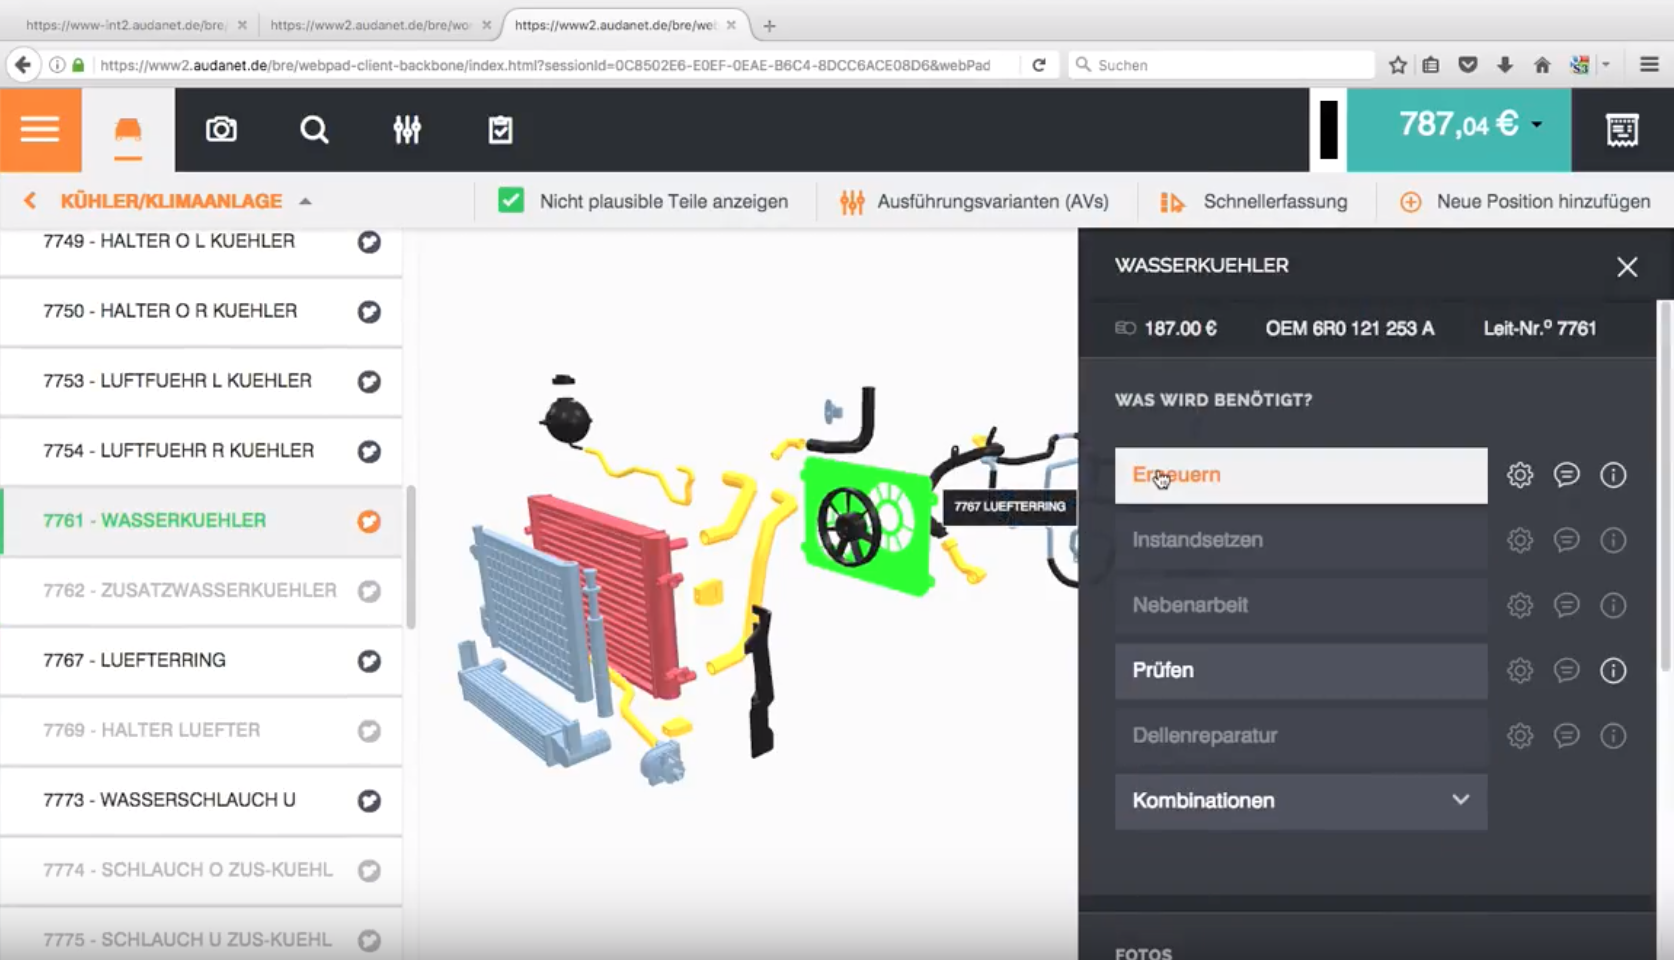 https://www-int2.audanet.de/bre/
https://www2.audanet.de/bre/wor
https://www2.audanet.de/bre/web
https://www2.audanet.de/bre/webpad-client-backbone/index.html?sessionId=0C8502E6-E0EF-0EAE-B6C4-8DCC6ACE08D6&webPad
Suchen
787,04 €
KÜHLER/KLIMAANLAGE
Nicht plausible Teile anzeigen
Ausführungsvarianten (AVs)
Schnellerfassung
Neue Position hinzufügen
7749 - HALTER O L KUEHLER
7750 - HALTER O R KUEHLER
7753 - LUFTFUEHR L KUEHLER
7754 - LUFTFUEHR R KUEHLER
7761 - WASSERKUEHLER
7762 - ZUSATZWASSERKUEHLER
7767 - LUEFTERRING
7769 - HALTER LUEFTER
7773 - WASSERSCHLAUCH U
7774 - SCHLAUCH O ZUS-KUEHL
7775 - SCHLAUCH U ZUS-KUEHL
7767 LUEFTERRING
WASSERKUEHLER
187.00 €
OEM 6R0 121 253 A
Leit-Nr.º 7761
WAS WIRD BENÖTIGT?
Erneuern
Instandsetzen
Nebenarbeit
Prüfen
Dellenreparatur
Kombinationen
FOTOS